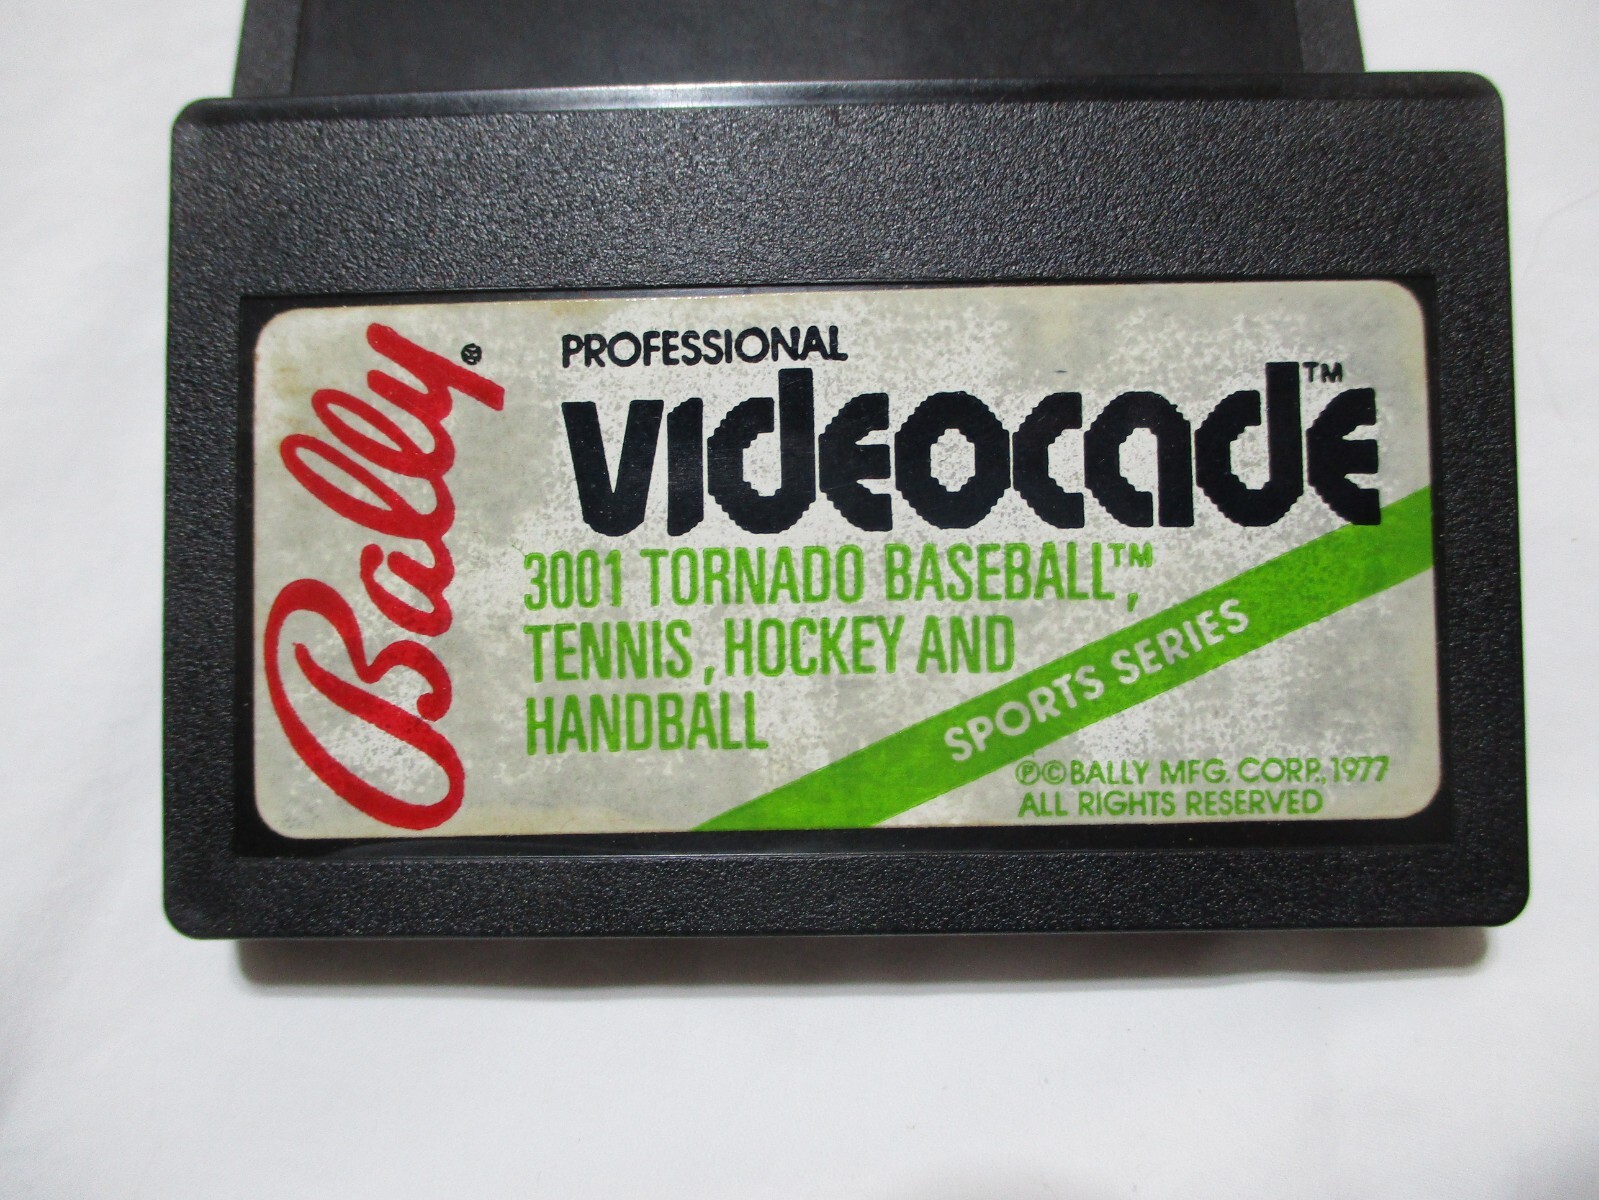 Bally®
PROFESSIONAL
VIDEOCADE™
3001 TORNADO BASEBALL™,
TENNIS, HOCKEY AND
HANDBALL
SPORTS SERIES
℗©BALLY MFG. CORP., 1977
ALL RIGHTS RESERVED